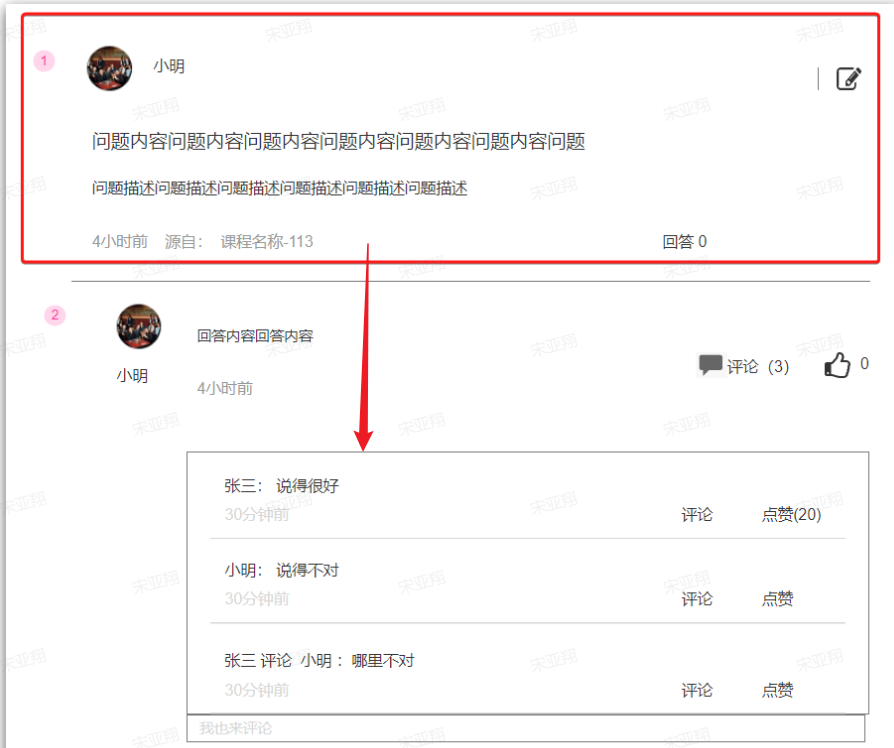 1
小明
问题内容问题内容问题内容问题内容问题内容问题内容问题
问题描述问题描述问题描述问题描述问题描述问题描述
4小时前 源自： 课程名称-113 回答 0
2
回答内容回答内容
评论（3） 0
小明
4小时前
张三： 说得很好
30分钟前 评论 点赞(20)
小明： 说得不对
30分钟前 评论 点赞
张三 评论 小明 ：哪里不对
30分钟前 评论 点赞
我也来评论
宋亚翔